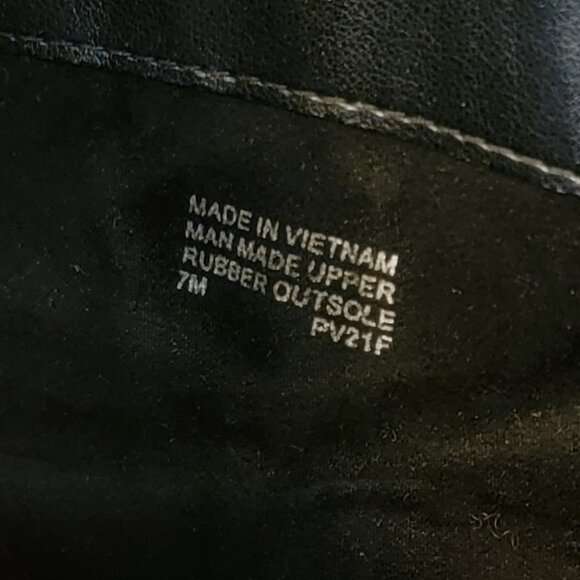 MADE IN VIETNAM
MAN MADE UPPER
RUBBER OUTSOLE
7M
PV21F